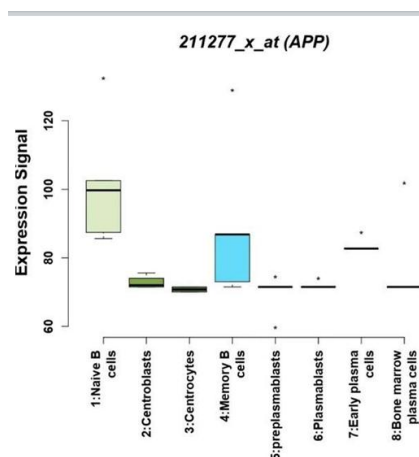 211277_x_at (APP)
Expression Signal
120
100
80
60
1:Naive B
cells
2:Centroblasts
3:Centrocytes
4:Memory B
cells
5:preplasmablasts
6:Plasmablasts
7:Early plasma
cells
8:Bone marrow
plasma cells